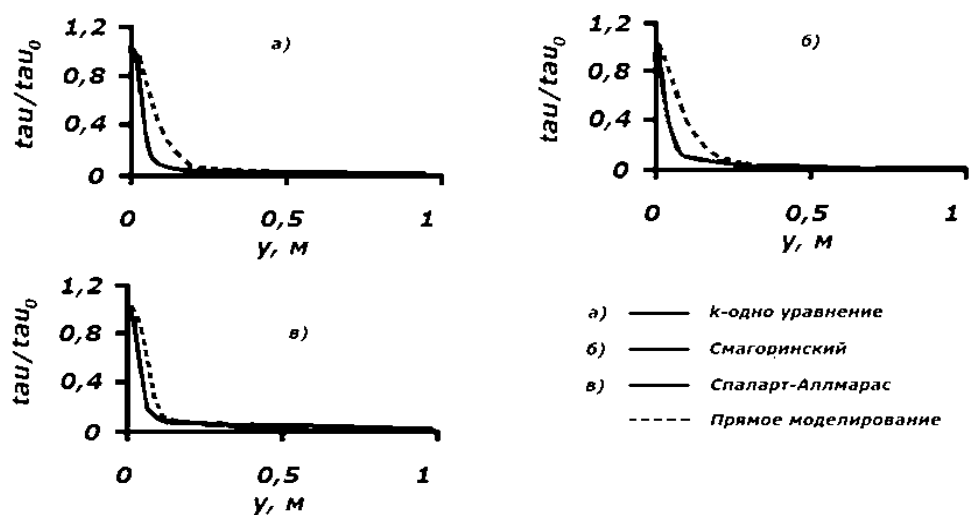 1,2
а)
tau/tau0
0,8
0,4
0
0 0,5 1
y, м
1,2
б)
tau/tau0
0,8
0,4
0
0 0,5 1
y, м
1,2
в)
tau/tau0
0,8
0,4
0
0 0,5 1
y, м
а) k-одно уравнение
б) Смагоринский
в) Спаларт-Аллмарас
Прямое моделирование